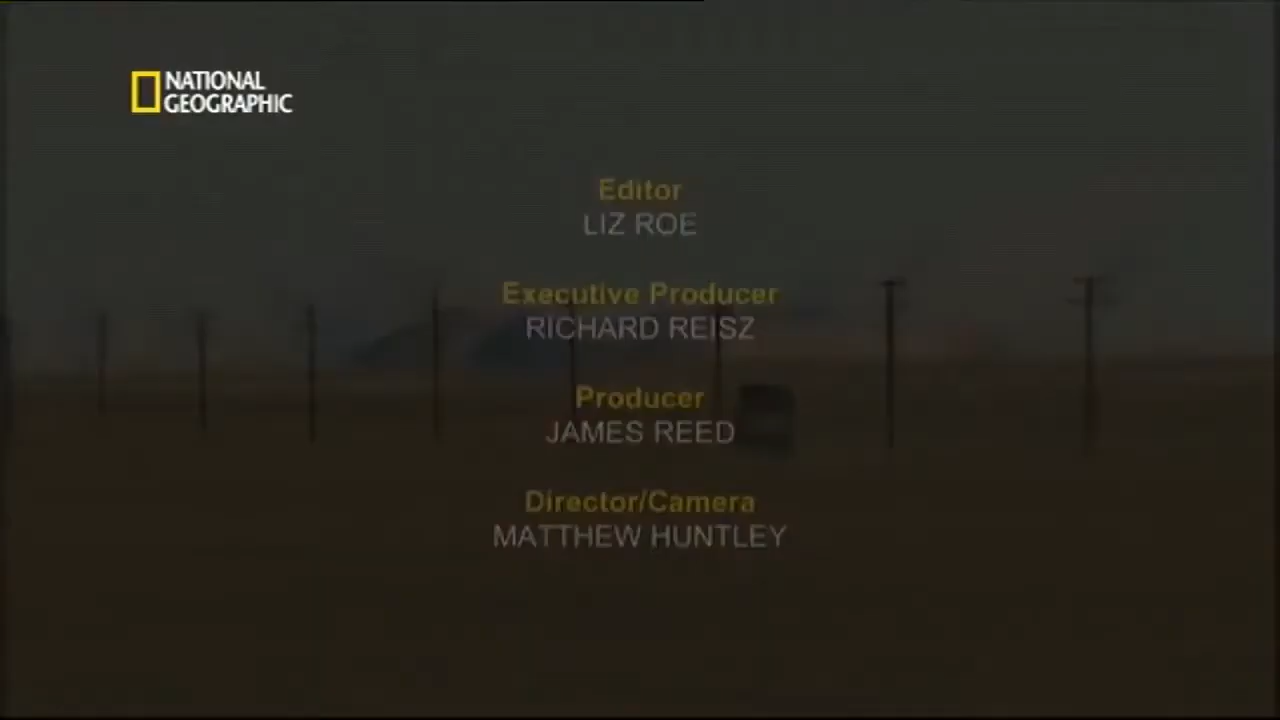 NATIONAL
GEOGRAPHIC
Editor
LIZ ROE
Executive Producer
RICHARD REISZ
Producer
JAMES REED
Director/Camera
MATTHEW HUNTLEY